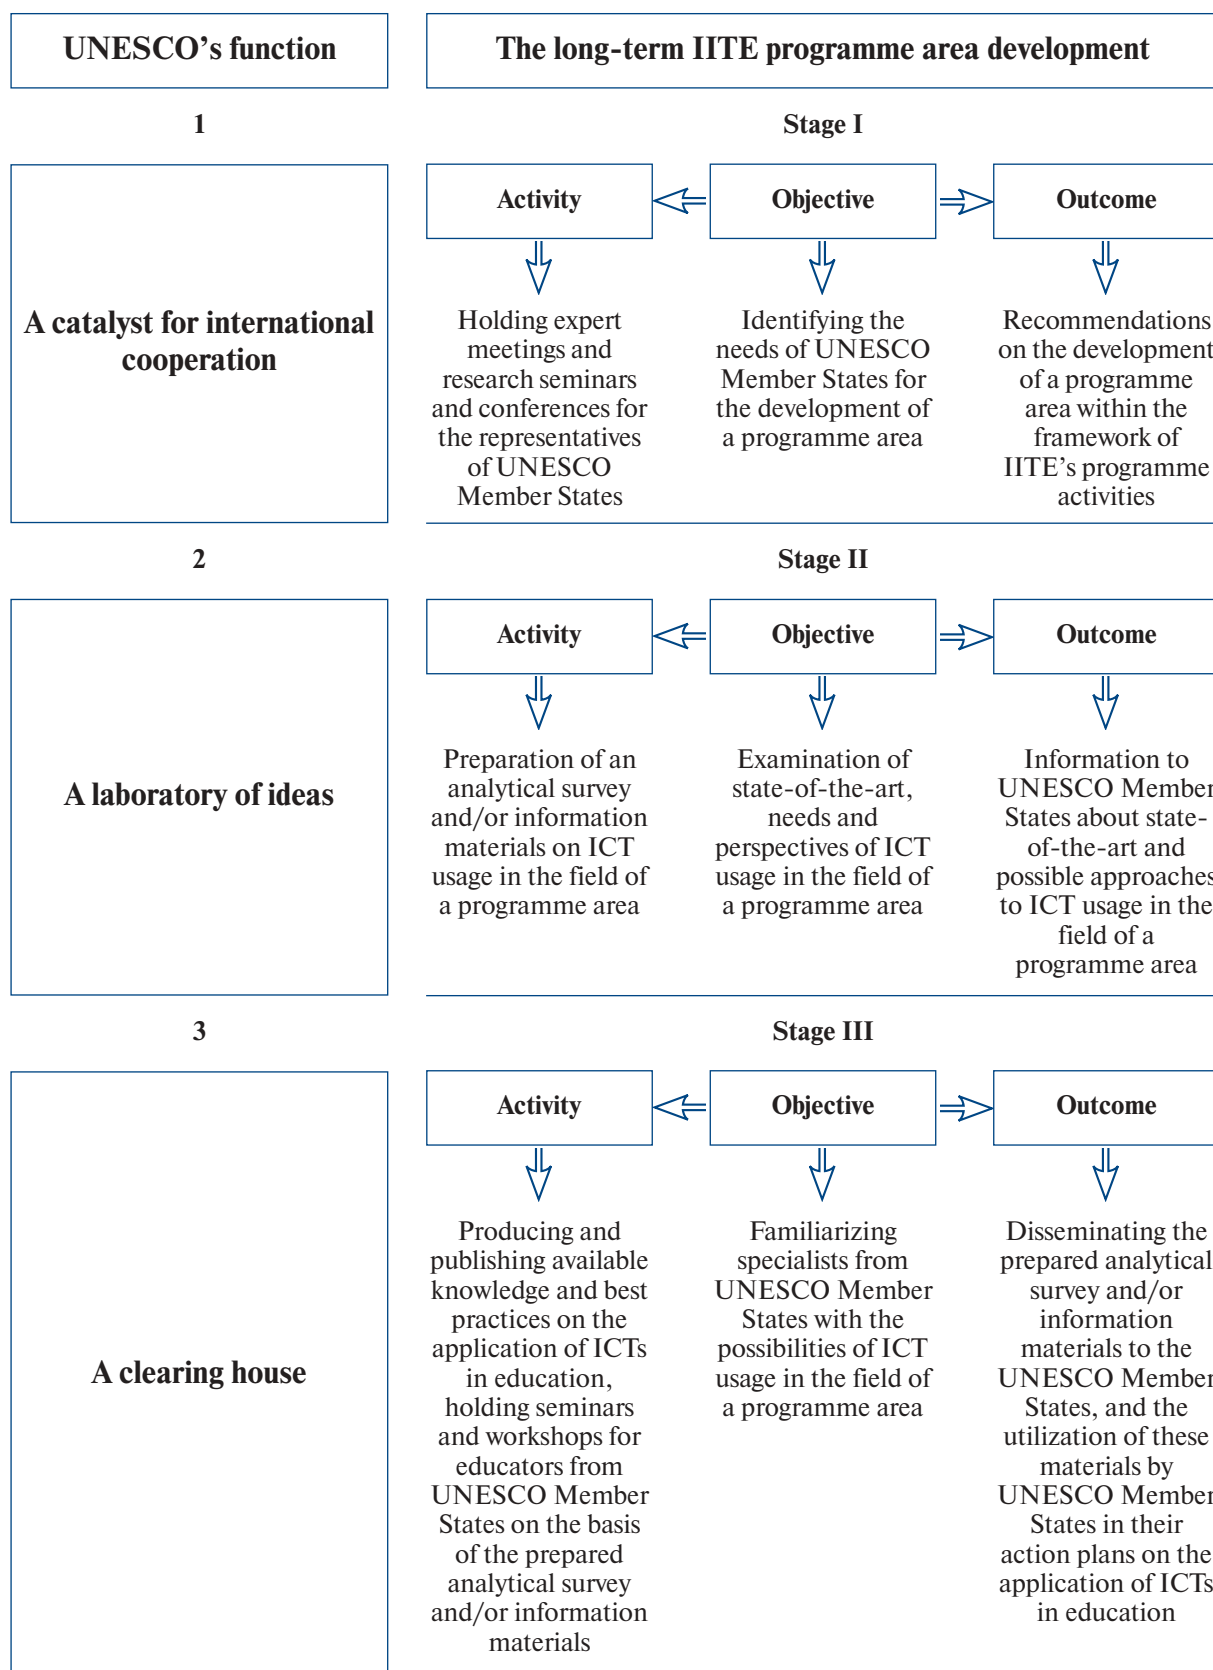 UNESCO's function
The long-term IITE programme area development
1
Stage I
A catalyst for international
cooperation
Activity
Objective
Outcome
Holding expert
meetings and
research seminars
and conferences for
the representatives
of UNESCO
Member States
Identifying the
needs of UNESCO
Member States for
the development of
a programme area
Recommendations
on the development
of a programme
area within the
framework of
IITE's programme
activities
2
Stage II
A laboratory of ideas
Activity
Objective
Outcome
Preparation of an
analytical survey
and/or information
materials on ICT
usage in the field of
a programme area
Examination of
state-of-the-art,
needs and
perspectives of ICT
usage in the field of
a programme area
Information to
UNESCO Member
States about state-
of-the-art and
possible approaches
to ICT usage in the
field of a
programme area
3
Stage III
A clearing house
Activity
Objective
Outcome
Producing and
publishing available
knowledge and best
practices on the
application of ICTs
in education,
holding seminars
and workshops for
educators from
UNESCO Member
States on the basis
of the prepared
analytical survey
and/or information
materials
Familiarizing
specialists from
UNESCO Member
States with the
possibilities of ICT
usage in the field of
a programme area
Disseminating the
prepared analytical
survey and/or
information
materials to the
UNESCO Member
States, and the
utilization of these
materials by
UNESCO Member
States in their
action plans on the
application of ICTs
in education